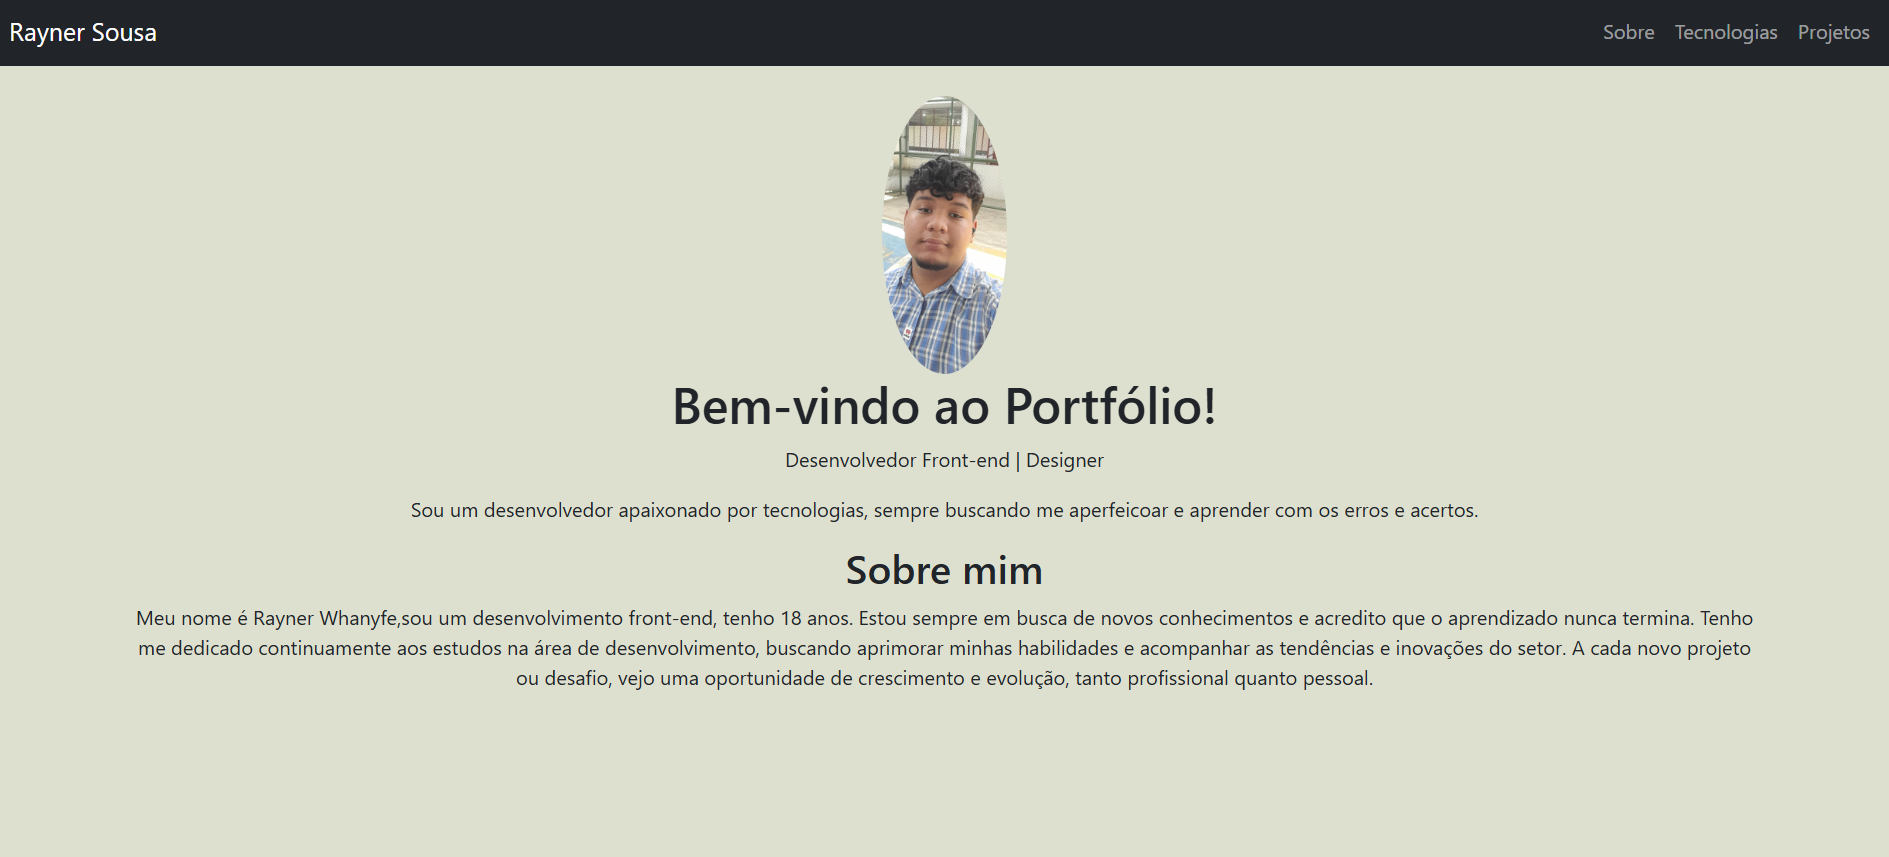 Rayner Sousa
Sobre Tecnologias Projetos
Bem-vindo ao Portfólio!
Desenvolvedor Front-end | Designer
Sou um desenvolvedor apaixonado por tecnologias, sempre buscando me aperfeicoar e aprender com os erros e acertos.
Sobre mim
Meu nome é Rayner Whanyfe,sou um desenvolvimento front-end, tenho 18 anos. Estou sempre em busca de novos conhecimentos e acredito que o aprendizado nunca termina. Tenho
me dedicado continuamente aos estudos na área de desenvolvimento, buscando aprimorar minhas habilidades e acompanhar as tendências e inovações do setor. A cada novo projeto
ou desafio, vejo uma oportunidade de crescimento e evolução, tanto profissional quanto pessoal.